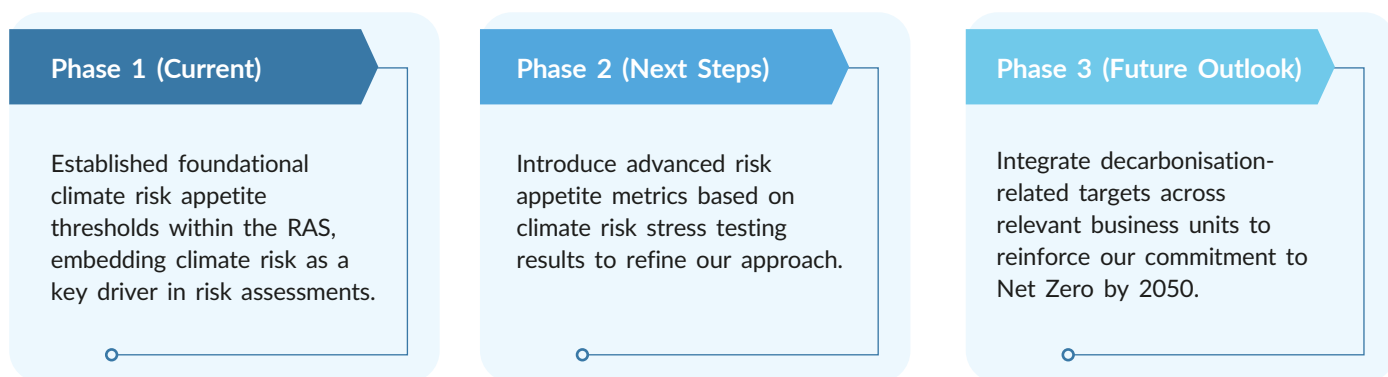 Phase 1 (Current)
Established foundational
climate risk appetite
thresholds within the RAS,
embedding climate risk as a
key driver in risk assessments.
Phase 2 (Next Steps)
Introduce advanced risk
appetite metrics based on
climate risk stress testing
results to refine our approach.
Phase 3 (Future Outlook)
Integrate decarbonisation-
related targets across
relevant business units to
reinforce our commitment to
Net Zero by 2050.